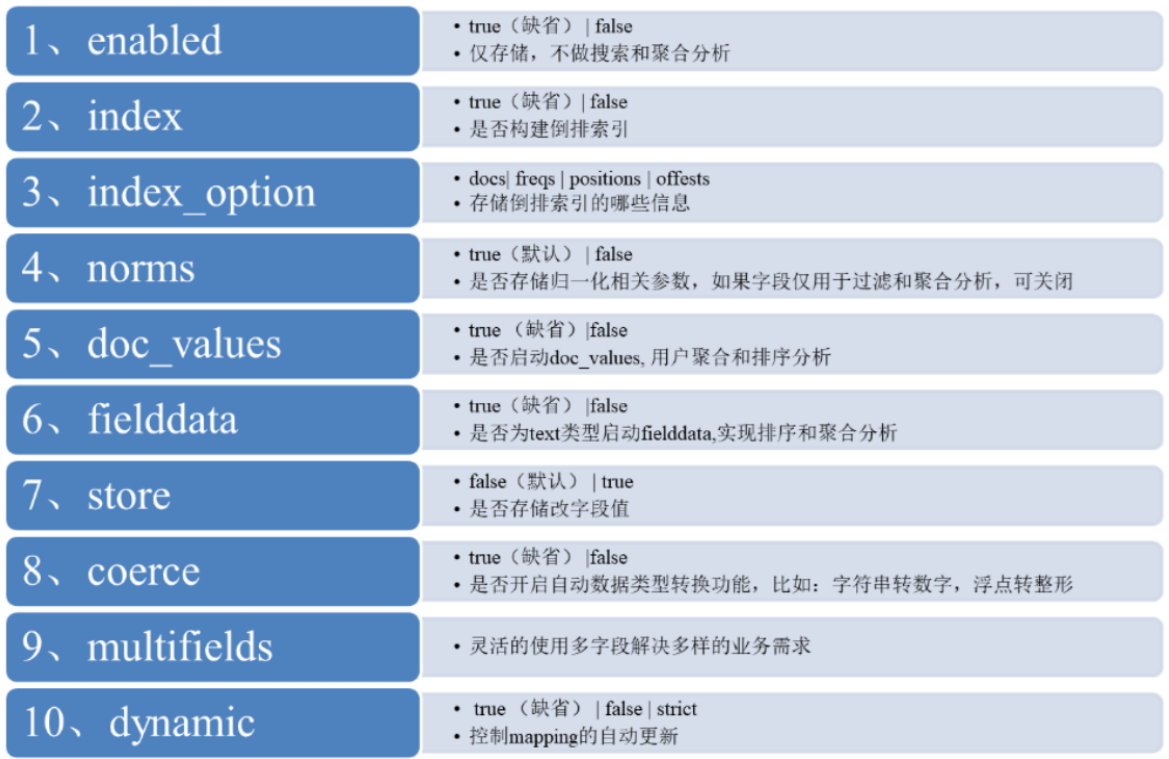 1、enabled
• true（缺省）| false
• 仅存储，不做搜索和聚合分析
2、index
• true（缺省）| false
• 是否构建倒排索引
3、index_option
• docs| freqs | positions | offests
• 存储倒排索引的哪些信息
4、norms
• true（默认）| false
• 是否存储归一化相关参数，如果字段仅用于过滤和聚合分析，可关闭
5、doc_values
• true （缺省）|false
• 是否启动doc_values, 用户聚合和排序分析
6、fielddata
• true（缺省） |false
• 是否为text类型启动fielddata,实现排序和聚合分析
7、store
• false（默认） | true
• 是否存储改字段值
8、coerce
• true（缺省） |false
• 是否开启自动数据类型转换功能，比如：字符串转数字，浮点转整形
9、multifields
• 灵活的使用多字段解决多样的业务需求
10、dynamic
• true （缺省） | false | strict
• 控制mapping的自动更新